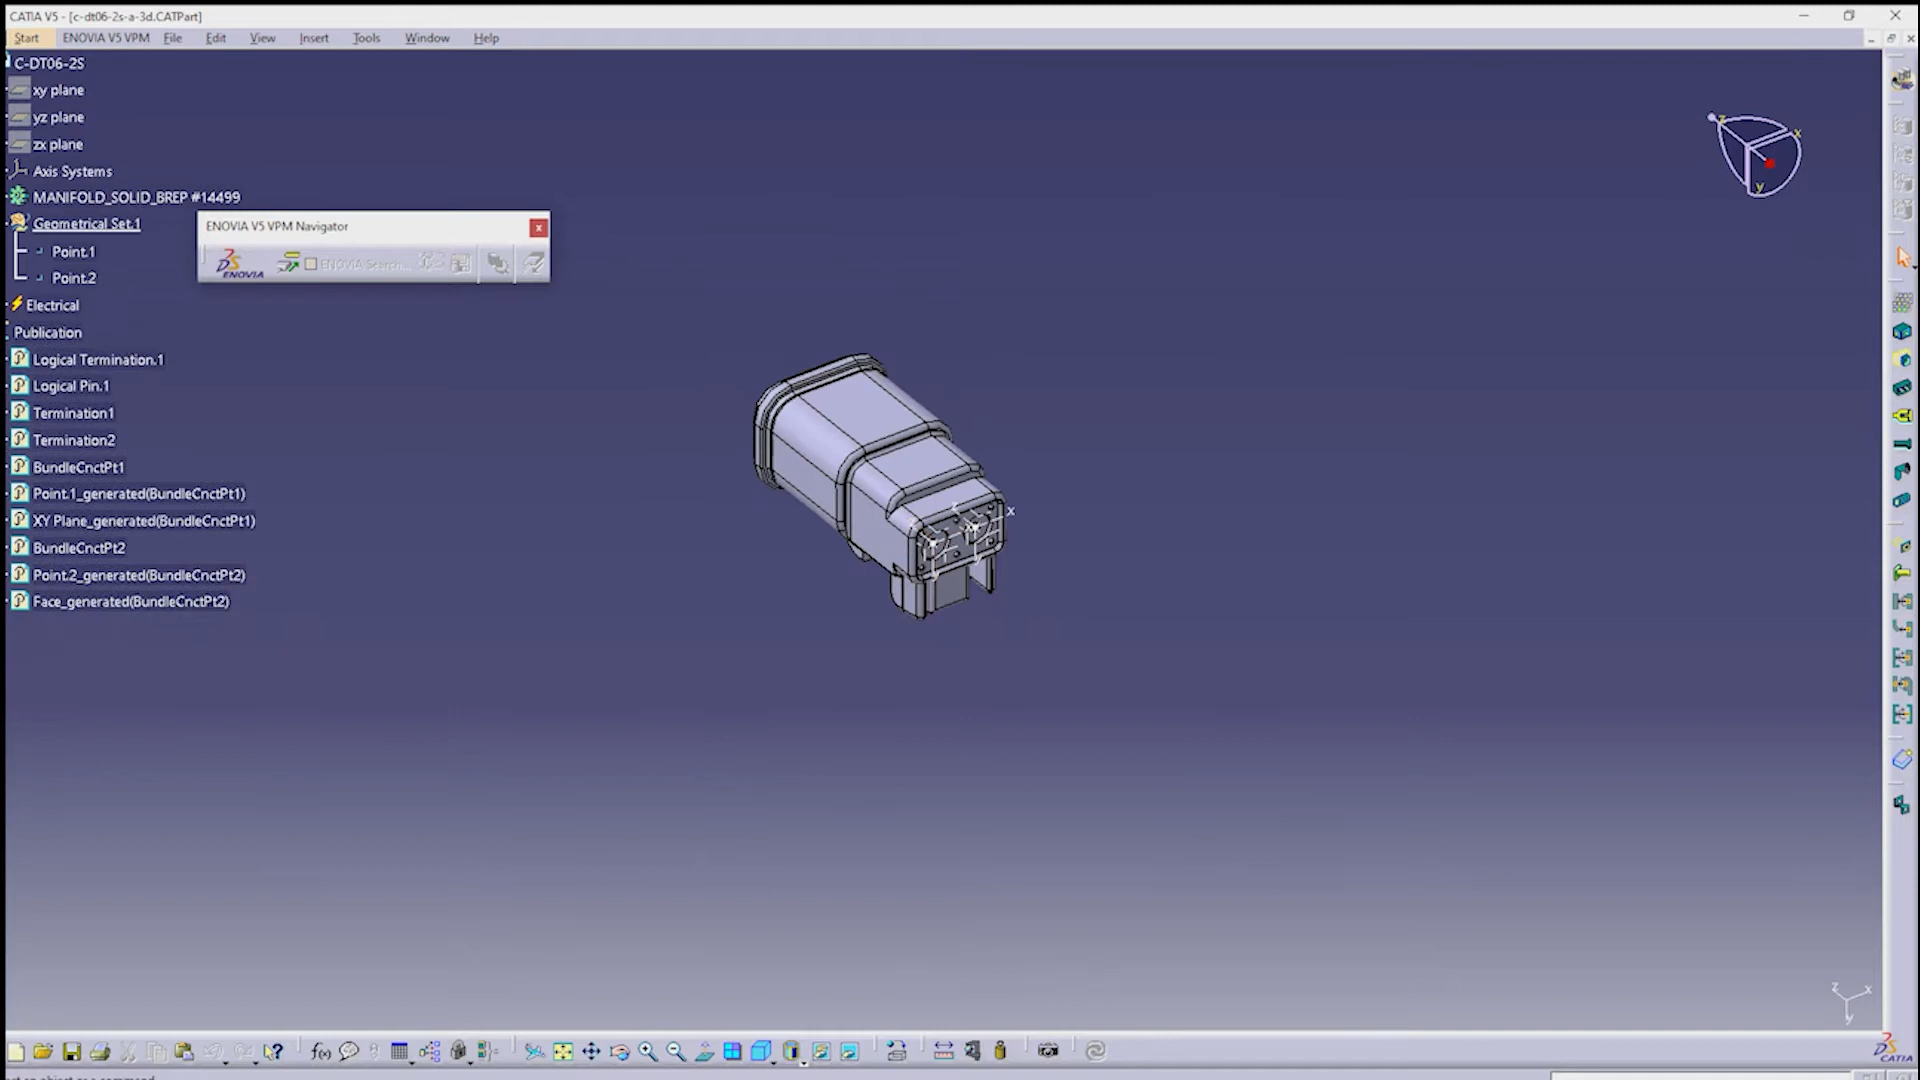 CATIA V5 - [c-dt06-2s-a-3d.CATPart]
Start ENOVIA V5 VPM File Edit View Insert Tools Window Help
C-DT06-2S
xy plane
yz plane
zx plane
Axis Systems
MANIFOLD_SOLID_BREP #14499
Geometrical Set.1
Point.1
Point.2
Electrical
Publication
Logical Termination.1
Logical Pin.1
Termination1
Termination2
BundleCnctPt1
Point.1_generated(BundleCnctPt1)
XY Plane_generated(BundleCnctPt1)
BundleCnctPt2
Point.2_generated(BundleCnctPt2)
Face_generated(BundleCnctPt2)
ENOVIA V5 VPM Navigator
ENOVIA
ENOVIA Search...
z x
y
x
z x
y
f(x)
CATIA